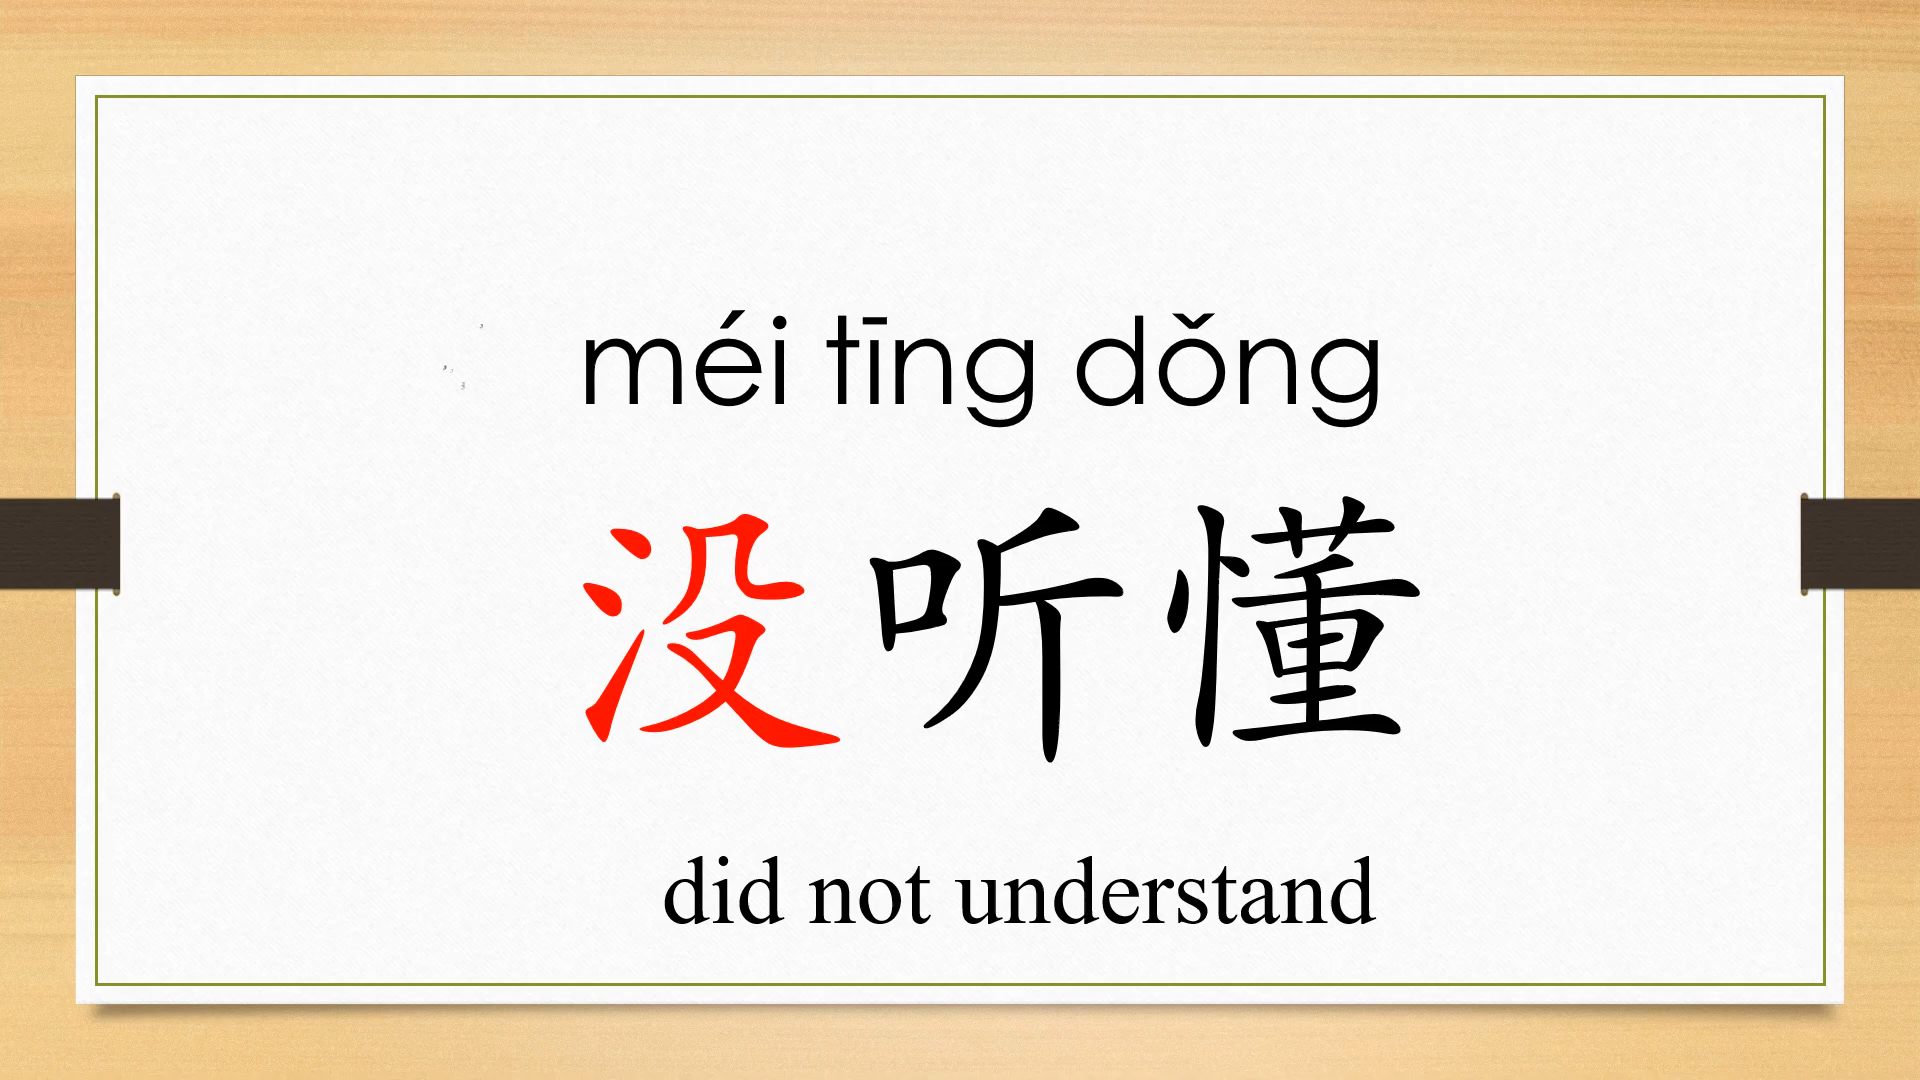 méi tīng dǒng
没听懂
did not understand